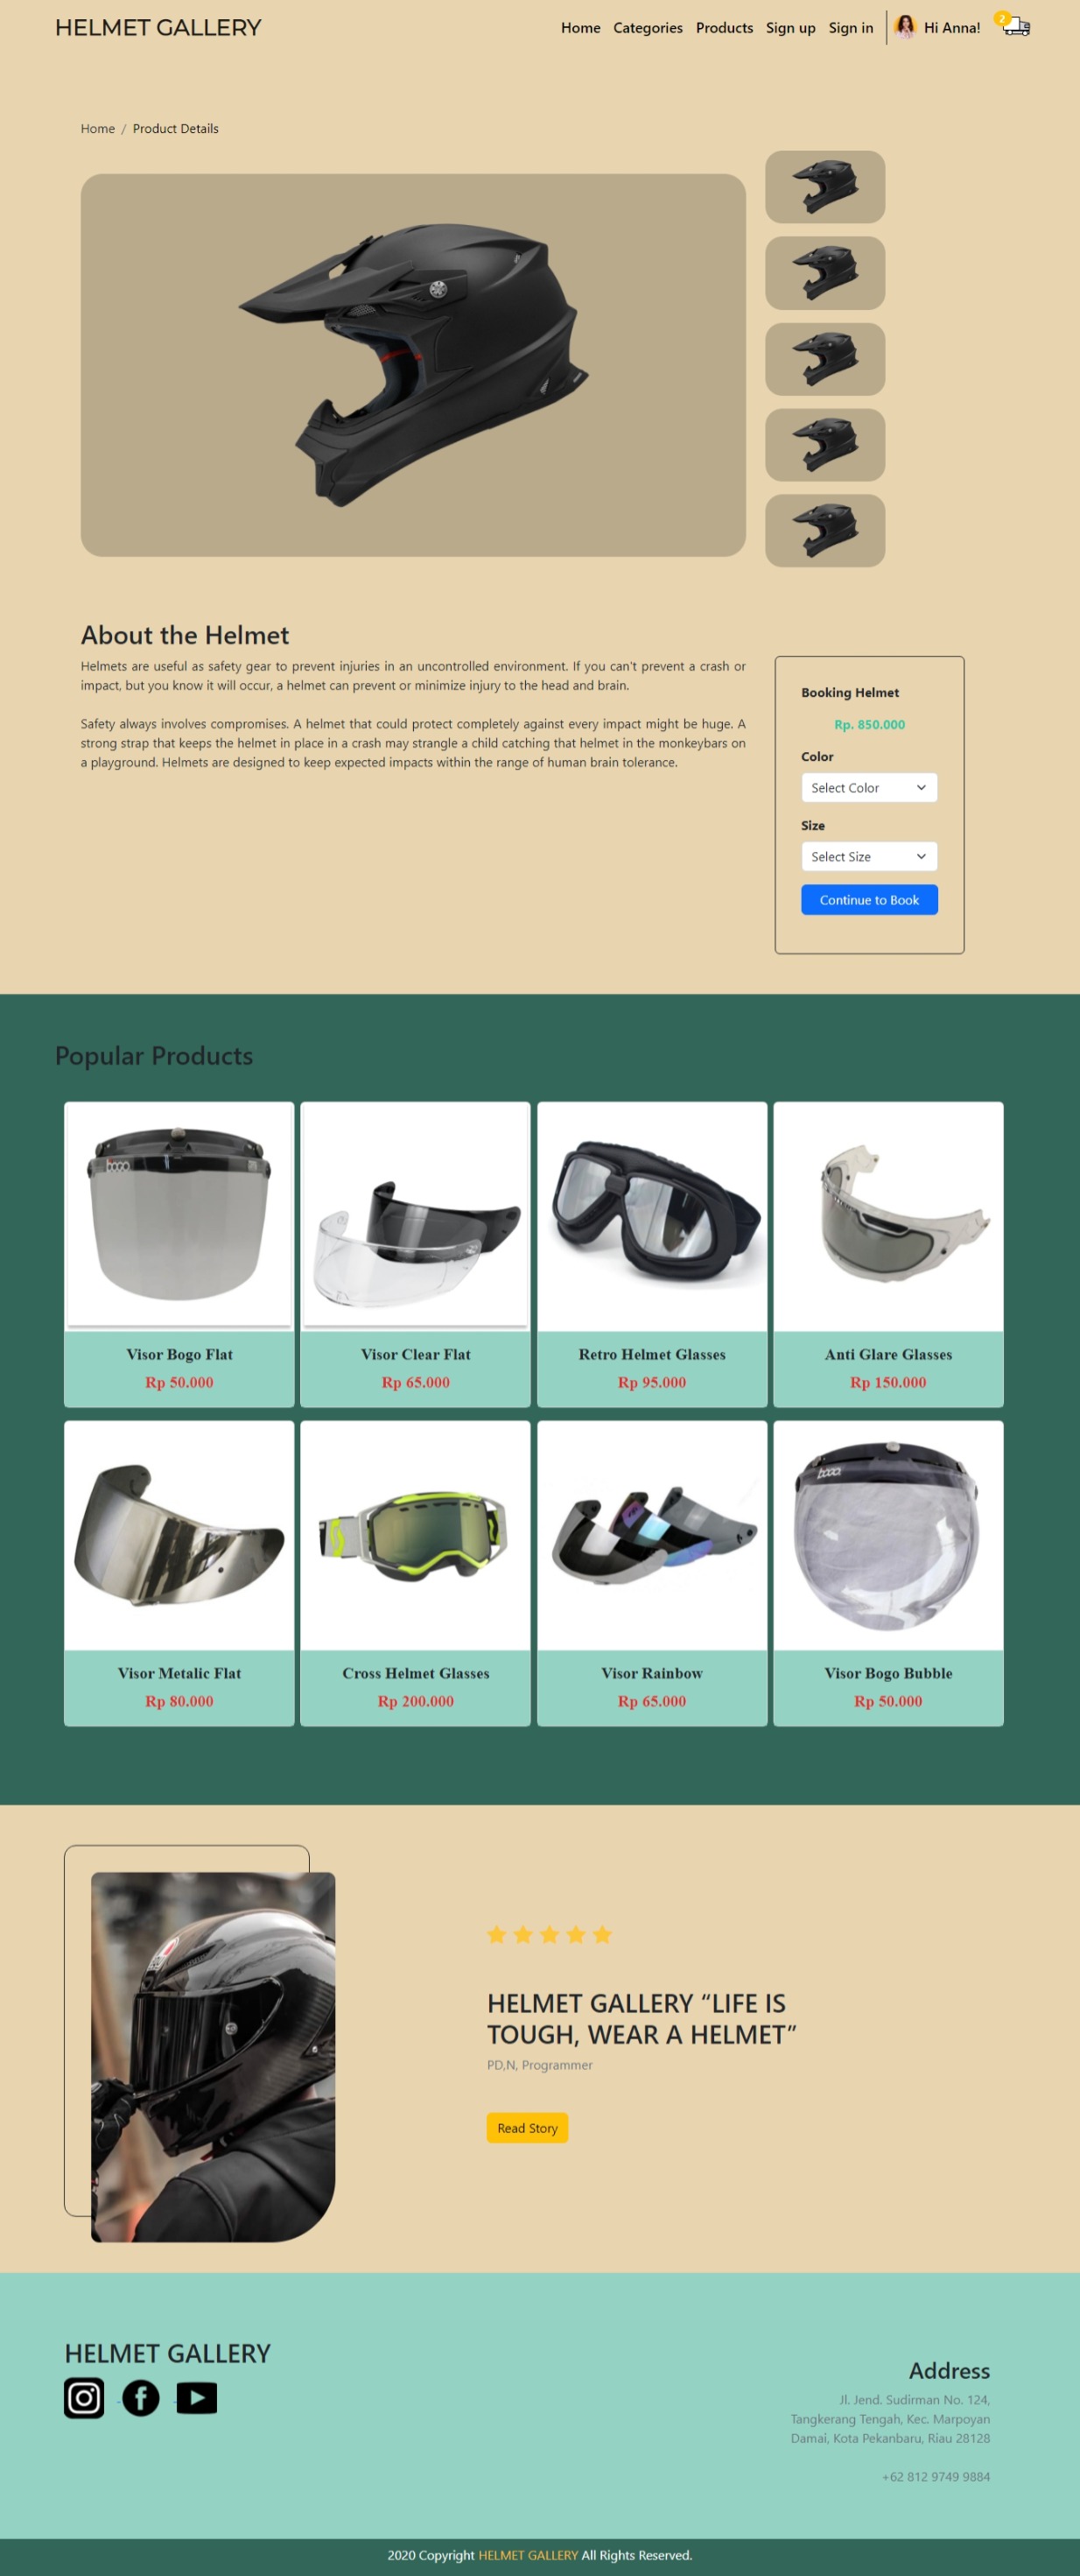 HELMET GALLERY
Home Categories Products Sign up Sign in Hi Anna! 2
Home / Product Details
About the Helmet
Helmets are useful as safety gear to prevent injuries in an uncontrolled environment. If you can't prevent a crash or
impact, but you know it will occur, a helmet can prevent or minimize injury to the head and brain.
Safety always involves compromises. A helmet that could protect completely against every impact might be huge. A
strong strap that keeps the helmet in place in a crash may strangle a child catching that helmet in the monkeybars on
a playground. Helmets are designed to keep expected impacts within the range of human brain tolerance.
Booking Helmet
Rp. 850.000
Color
Select Color
Size
Select Size
Continue to Book
Popular Products
bogo
Visor Bogo Flat
Rp 50.000
Visor Clear Flat
Rp 65.000
Retro Helmet Glasses
Rp 95.000
Anti Glare Glasses
Rp 150.000
Visor Metalic Flat
Rp 80.000
Cross Helmet Glasses
Rp 200.000
Visor Rainbow
Rp 65.000
bogo
Visor Bogo Bubble
Rp 50.000
HELMET GALLERY “LIFE IS
TOUGH, WEAR A HELMET”
PD,N, Programmer
Read Story
HELMET GALLERY
Address
Jl. Jend. Sudirman No. 124,
Tangkerang Tengah, Kec. Marpoyan
Damai, Kota Pekanbaru, Riau 28128
+62 812 9749 9884
2020 Copyright HELMET GALLERY All Rights Reserved.